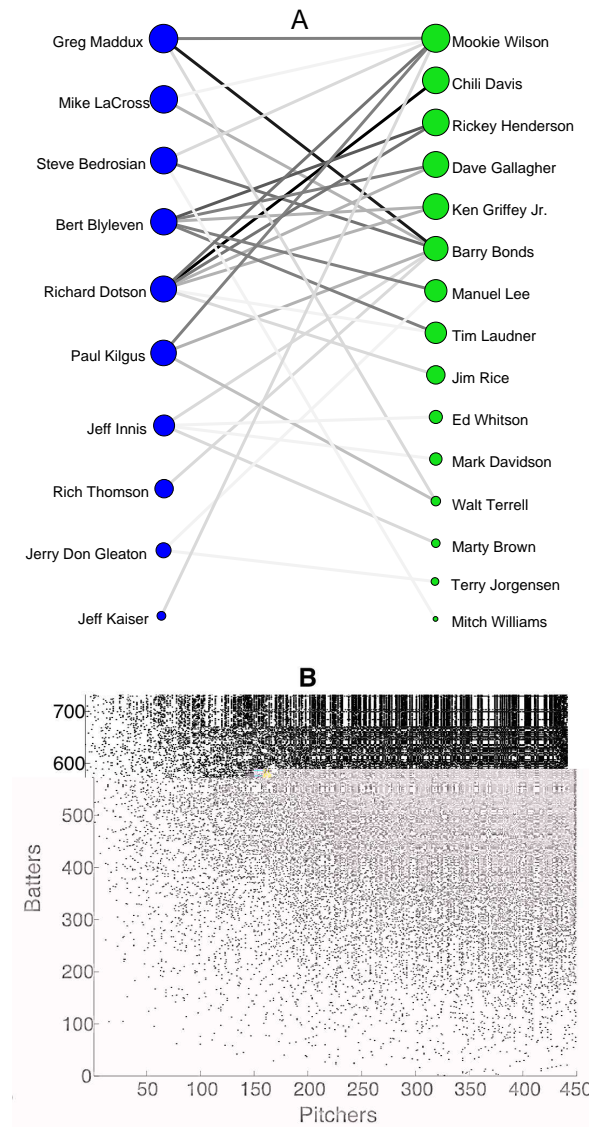 A
Greg Maddux
Mookie Wilson
Chili Davis
Mike LaCross
Rickey Henderson
Steve Bedrosian
Dave Gallagher
Ken Griffey Jr.
Bert Blyleven
Barry Bonds
Richard Dotson
Manuel Lee
Tim Laudner
Paul Kilgus
Jim Rice
Ed Whitson
Jeff Innis
Mark Davidson
Rich Thomson
Walt Terrell
Marty Brown
Jerry Don Gleaton
Terry Jorgensen
Jeff Kaiser
Mitch Williams
B
700
600
500
400
300
200
100
0
Batters
50 100 150 200 250 300 350 400 450
Pitchers